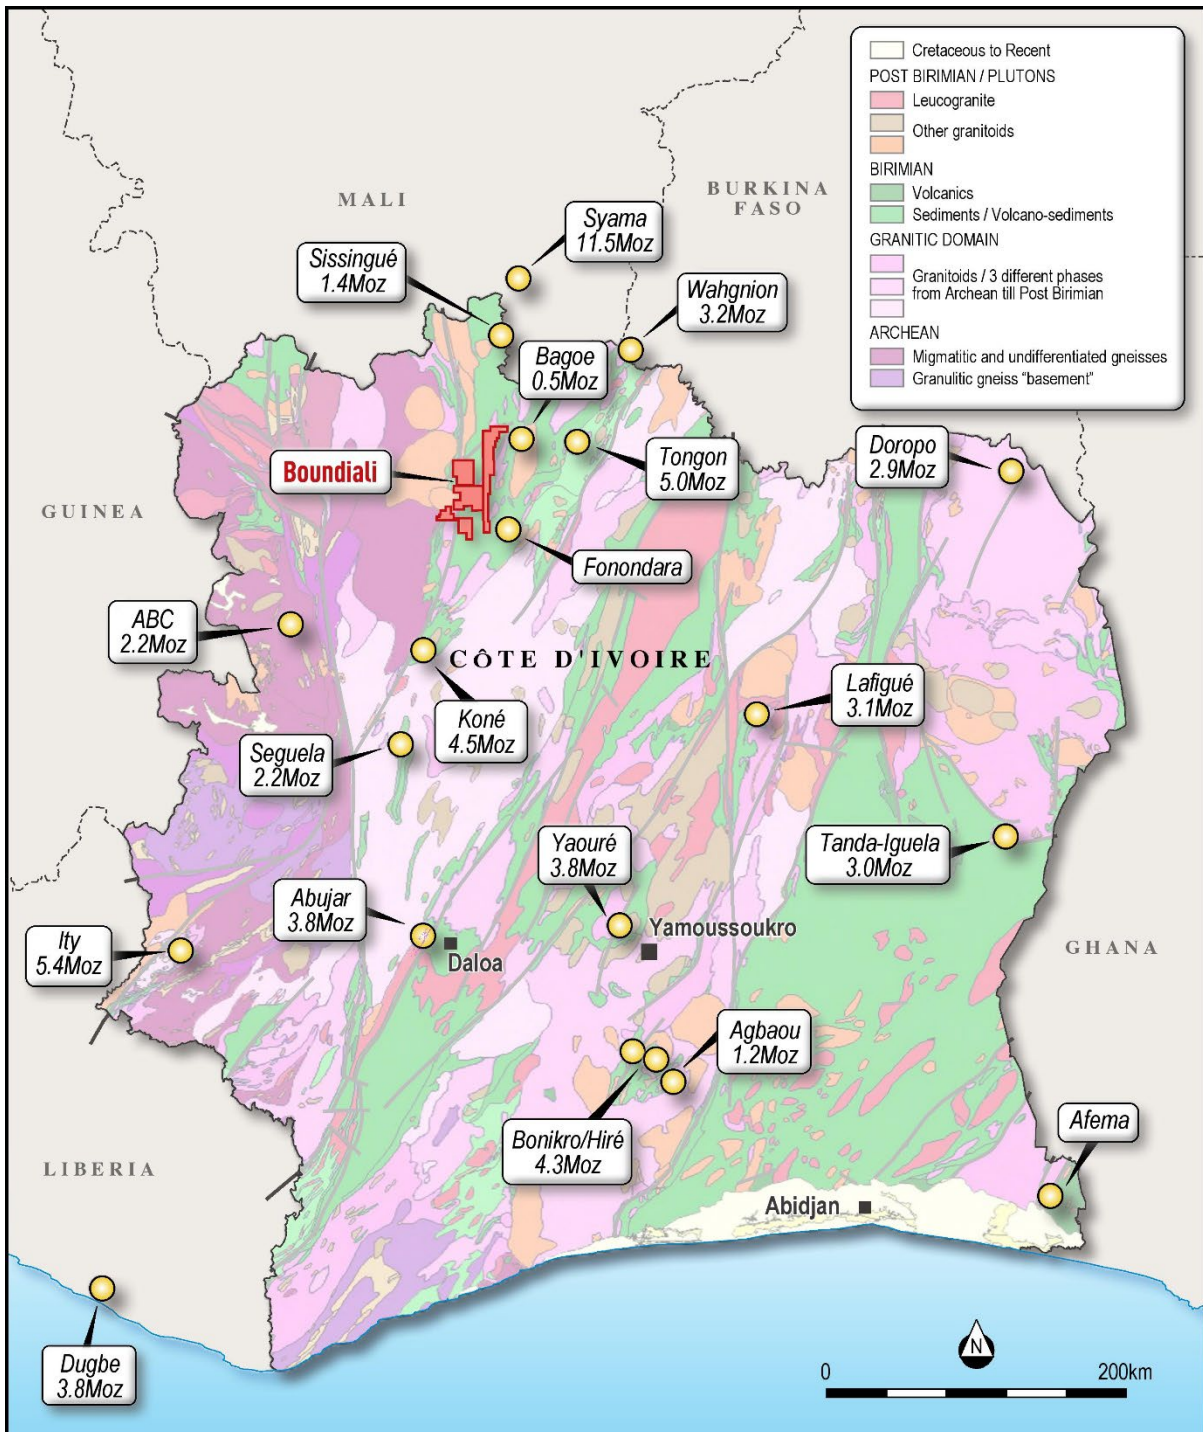 Cretaceous to Recent
POST BIRIMIAN / PLUTONS
Leucogranite
Other granitoids
BIRIMIAN
Volcanics
Sediments / Volcano-sediments
GRANITIC DOMAIN
Granitoids / 3 different phases
from Archean till Post Birimian
ARCHEAN
Migmatitic and undifferentiated gneisses
Granulitic gneiss "basement"
MALI
BURKINA
FASO
Syama
11.5Moz
Sissingué
1.4Moz
Wahgnion
3.2Moz
Bagoe
0.5Moz
Tongon
5.0Moz
Doropo
2.9Moz
Boundiali
GUINEA
Fonondara
ABC
2.2Moz
CÔTE D'IVOIRE
Koné
4.5Moz
Lafigué
3.1Moz
Seguela
2.2Moz
Yaouré
3.8Moz
Tanda-Iguela
3.0Moz
Abujar
3.8Moz
Yamoussoukro
Daloa
Ity
5.4Moz
GHANA
Agbaou
1.2Moz
Bonikro/Hiré
4.3Moz
Afema
LIBERIA
Abidjan
Dugbe
3.8Moz
N
0
200km